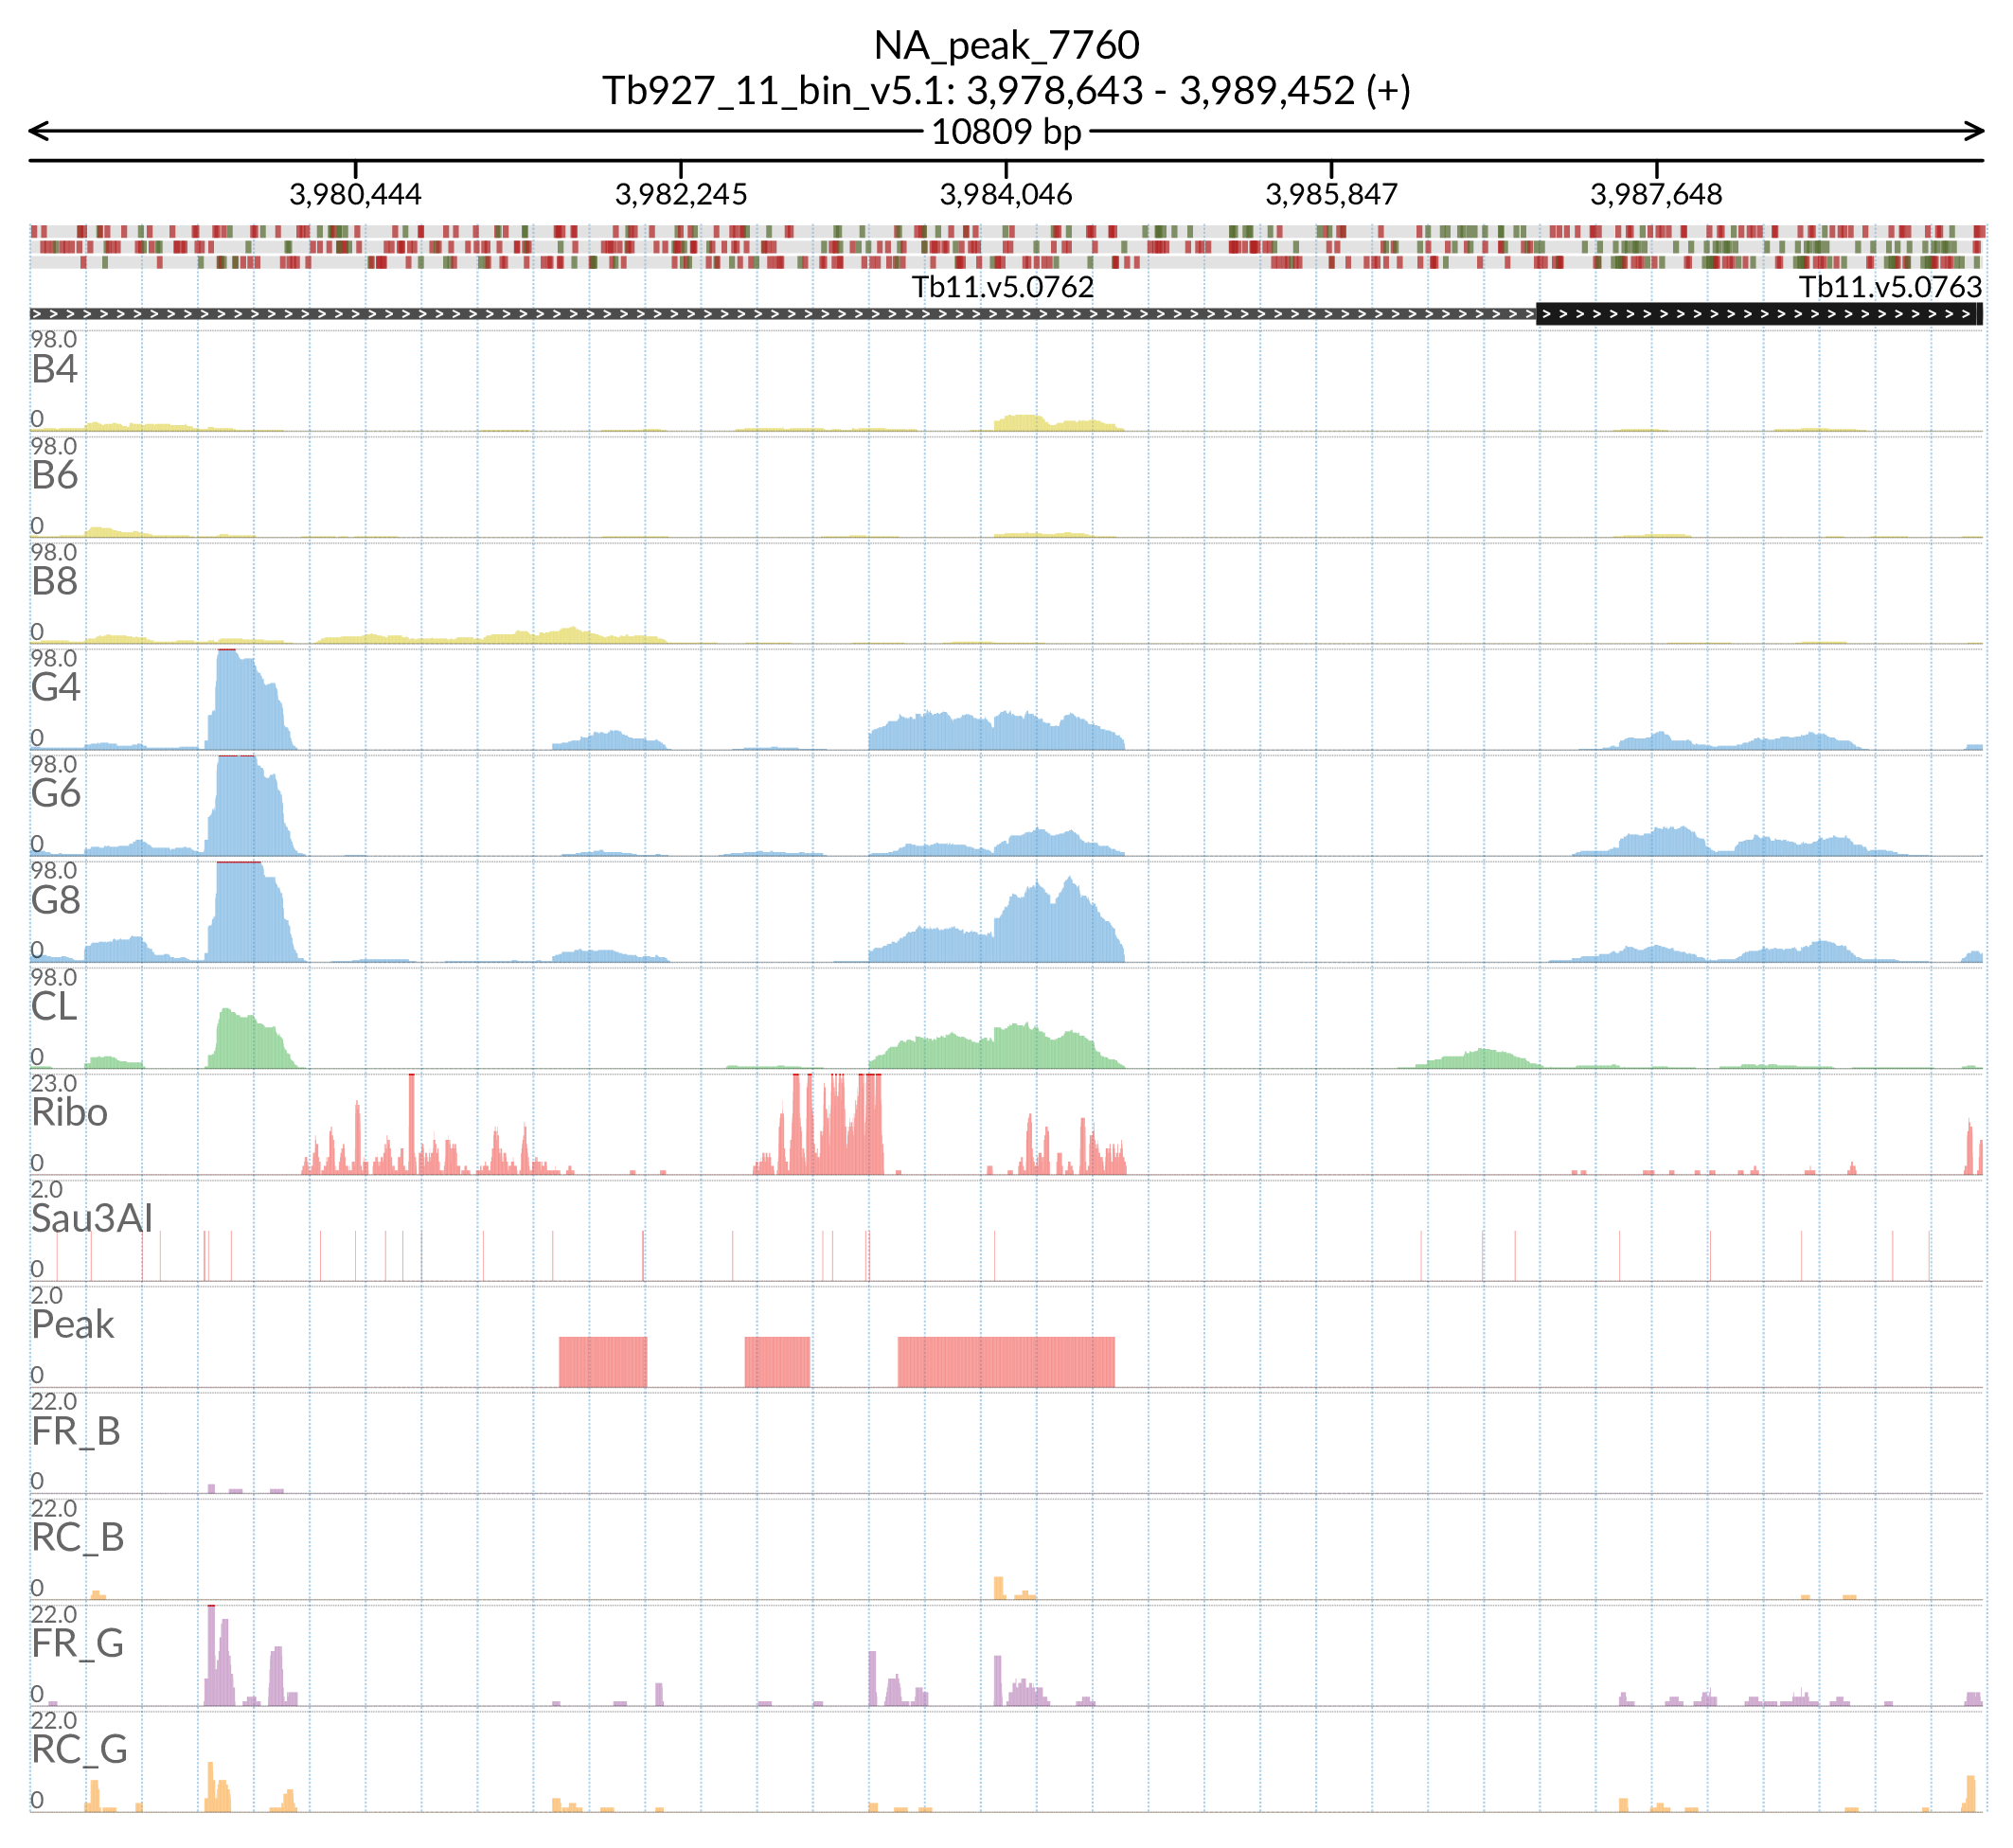 NA_peak_7760
Tb927_11_bin_v5.1: 3,978,643 - 3,989,452 (+)
10809 bp
3,980,444 3,982,245 3,984,046 3,985,847 3,987,648
Tb11.v5.0762 Tb11.v5.0763
98.0
B4
0
98.0
B6
0
98.0
B8
0
98.0
G4
0
98.0
G6
0
98.0
G8
0
98.0
CL
0
23.0
Ribo
0
2.0
Sau3AI
0
2.0
Peak
0
22.0
FR_B
0
22.0
RC_B
0
22.0
FR_G
0
22.0
RC_G
0